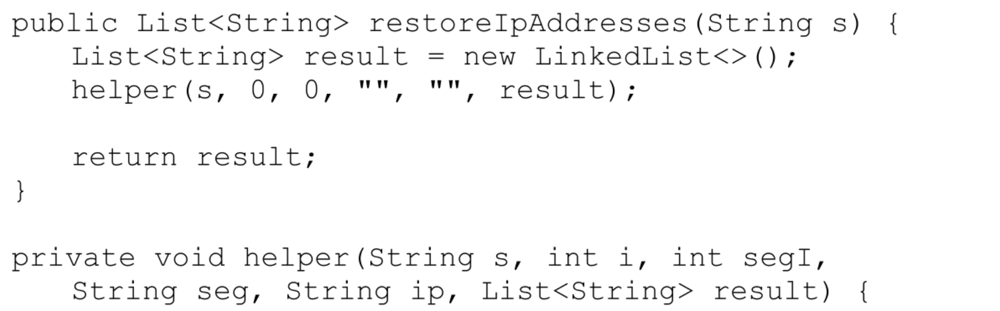 public List<String> restoreIpAddresses(String s) {
List<String> result = new LinkedList<>();
helper(s, 0, 0, "", "", result);
return result;
}
private void helper(String s, int i, int segI,
String seg, String ip, List<String> result) {